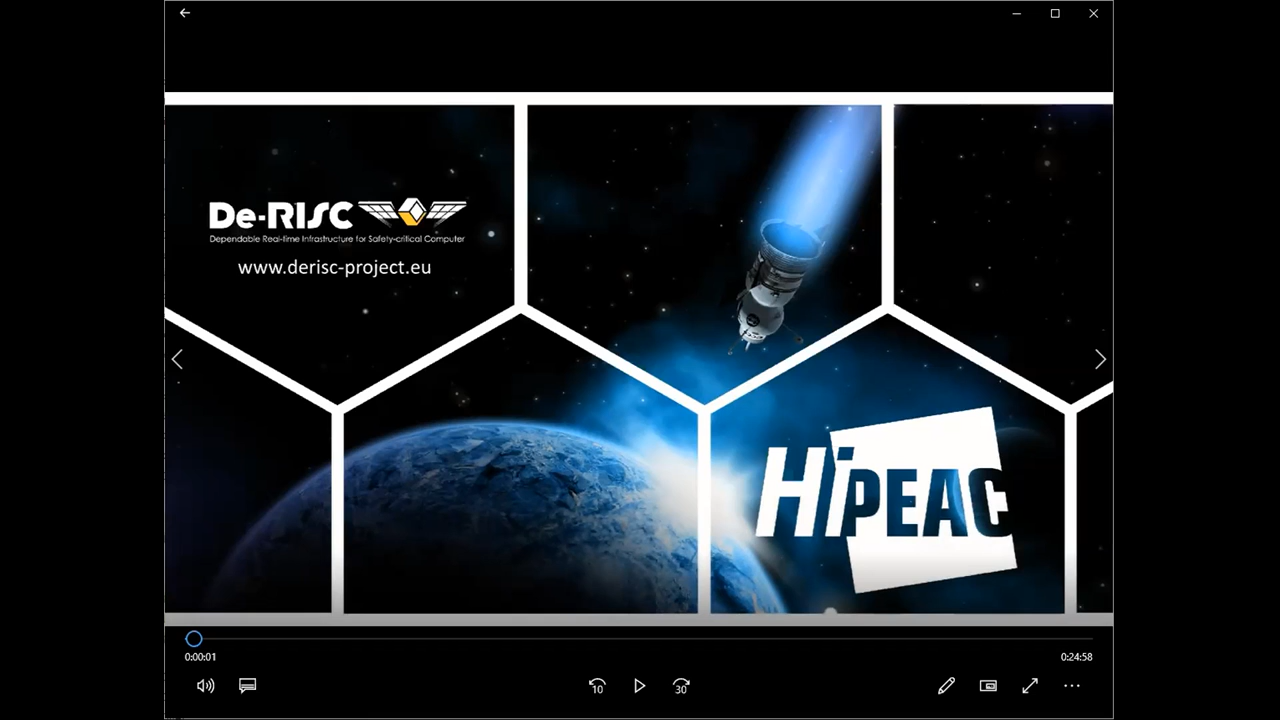 De-RISC
Dependable Real-time Infrastructure for Safety-critical Computer
www.derisc-project.eu
HiPEAC
0:00:01
0:24:58
10
30